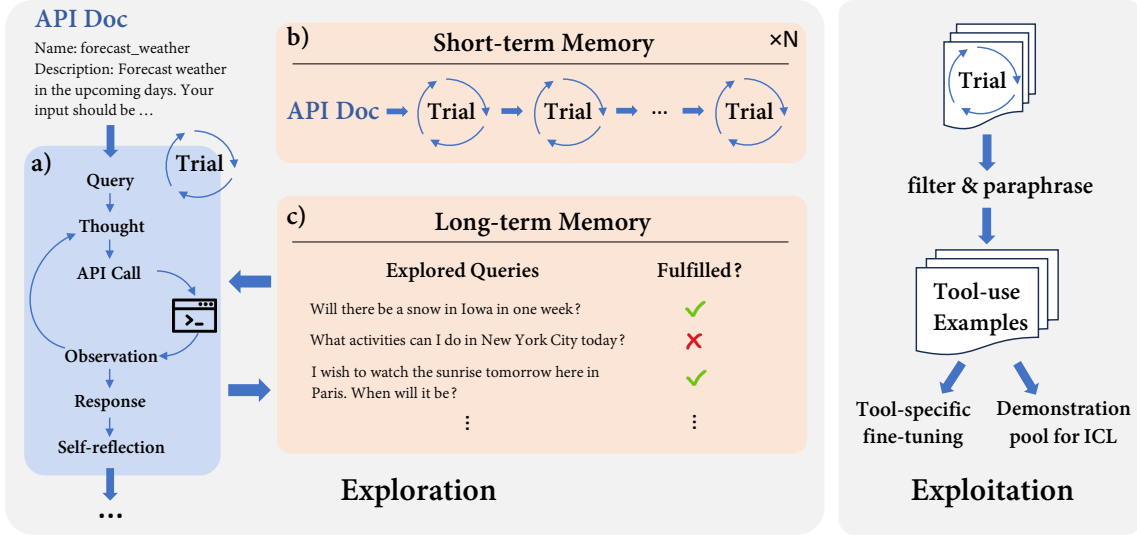 API Doc
Name: forecast_weather
Description: Forecast weather
in the upcoming days. Your
input should be ...
a)
Trial
Query
Thought
API Call
>_
Observation
Response
Self-reflection
...
b)
Short-term Memory
×N
API Doc
Trial
Trial
...
Trial
c)
Long-term Memory
Explored Queries
Fulfilled?
Will there be a snow in Iowa in one week?
What activities can I do in New York City today?
I wish to watch the sunrise tomorrow here in
Paris. When will it be?
Exploration
Trial
filter & paraphrase
Tool-use
Examples
Tool-specific
fine-tuning
Demonstration
pool for ICL
Exploitation